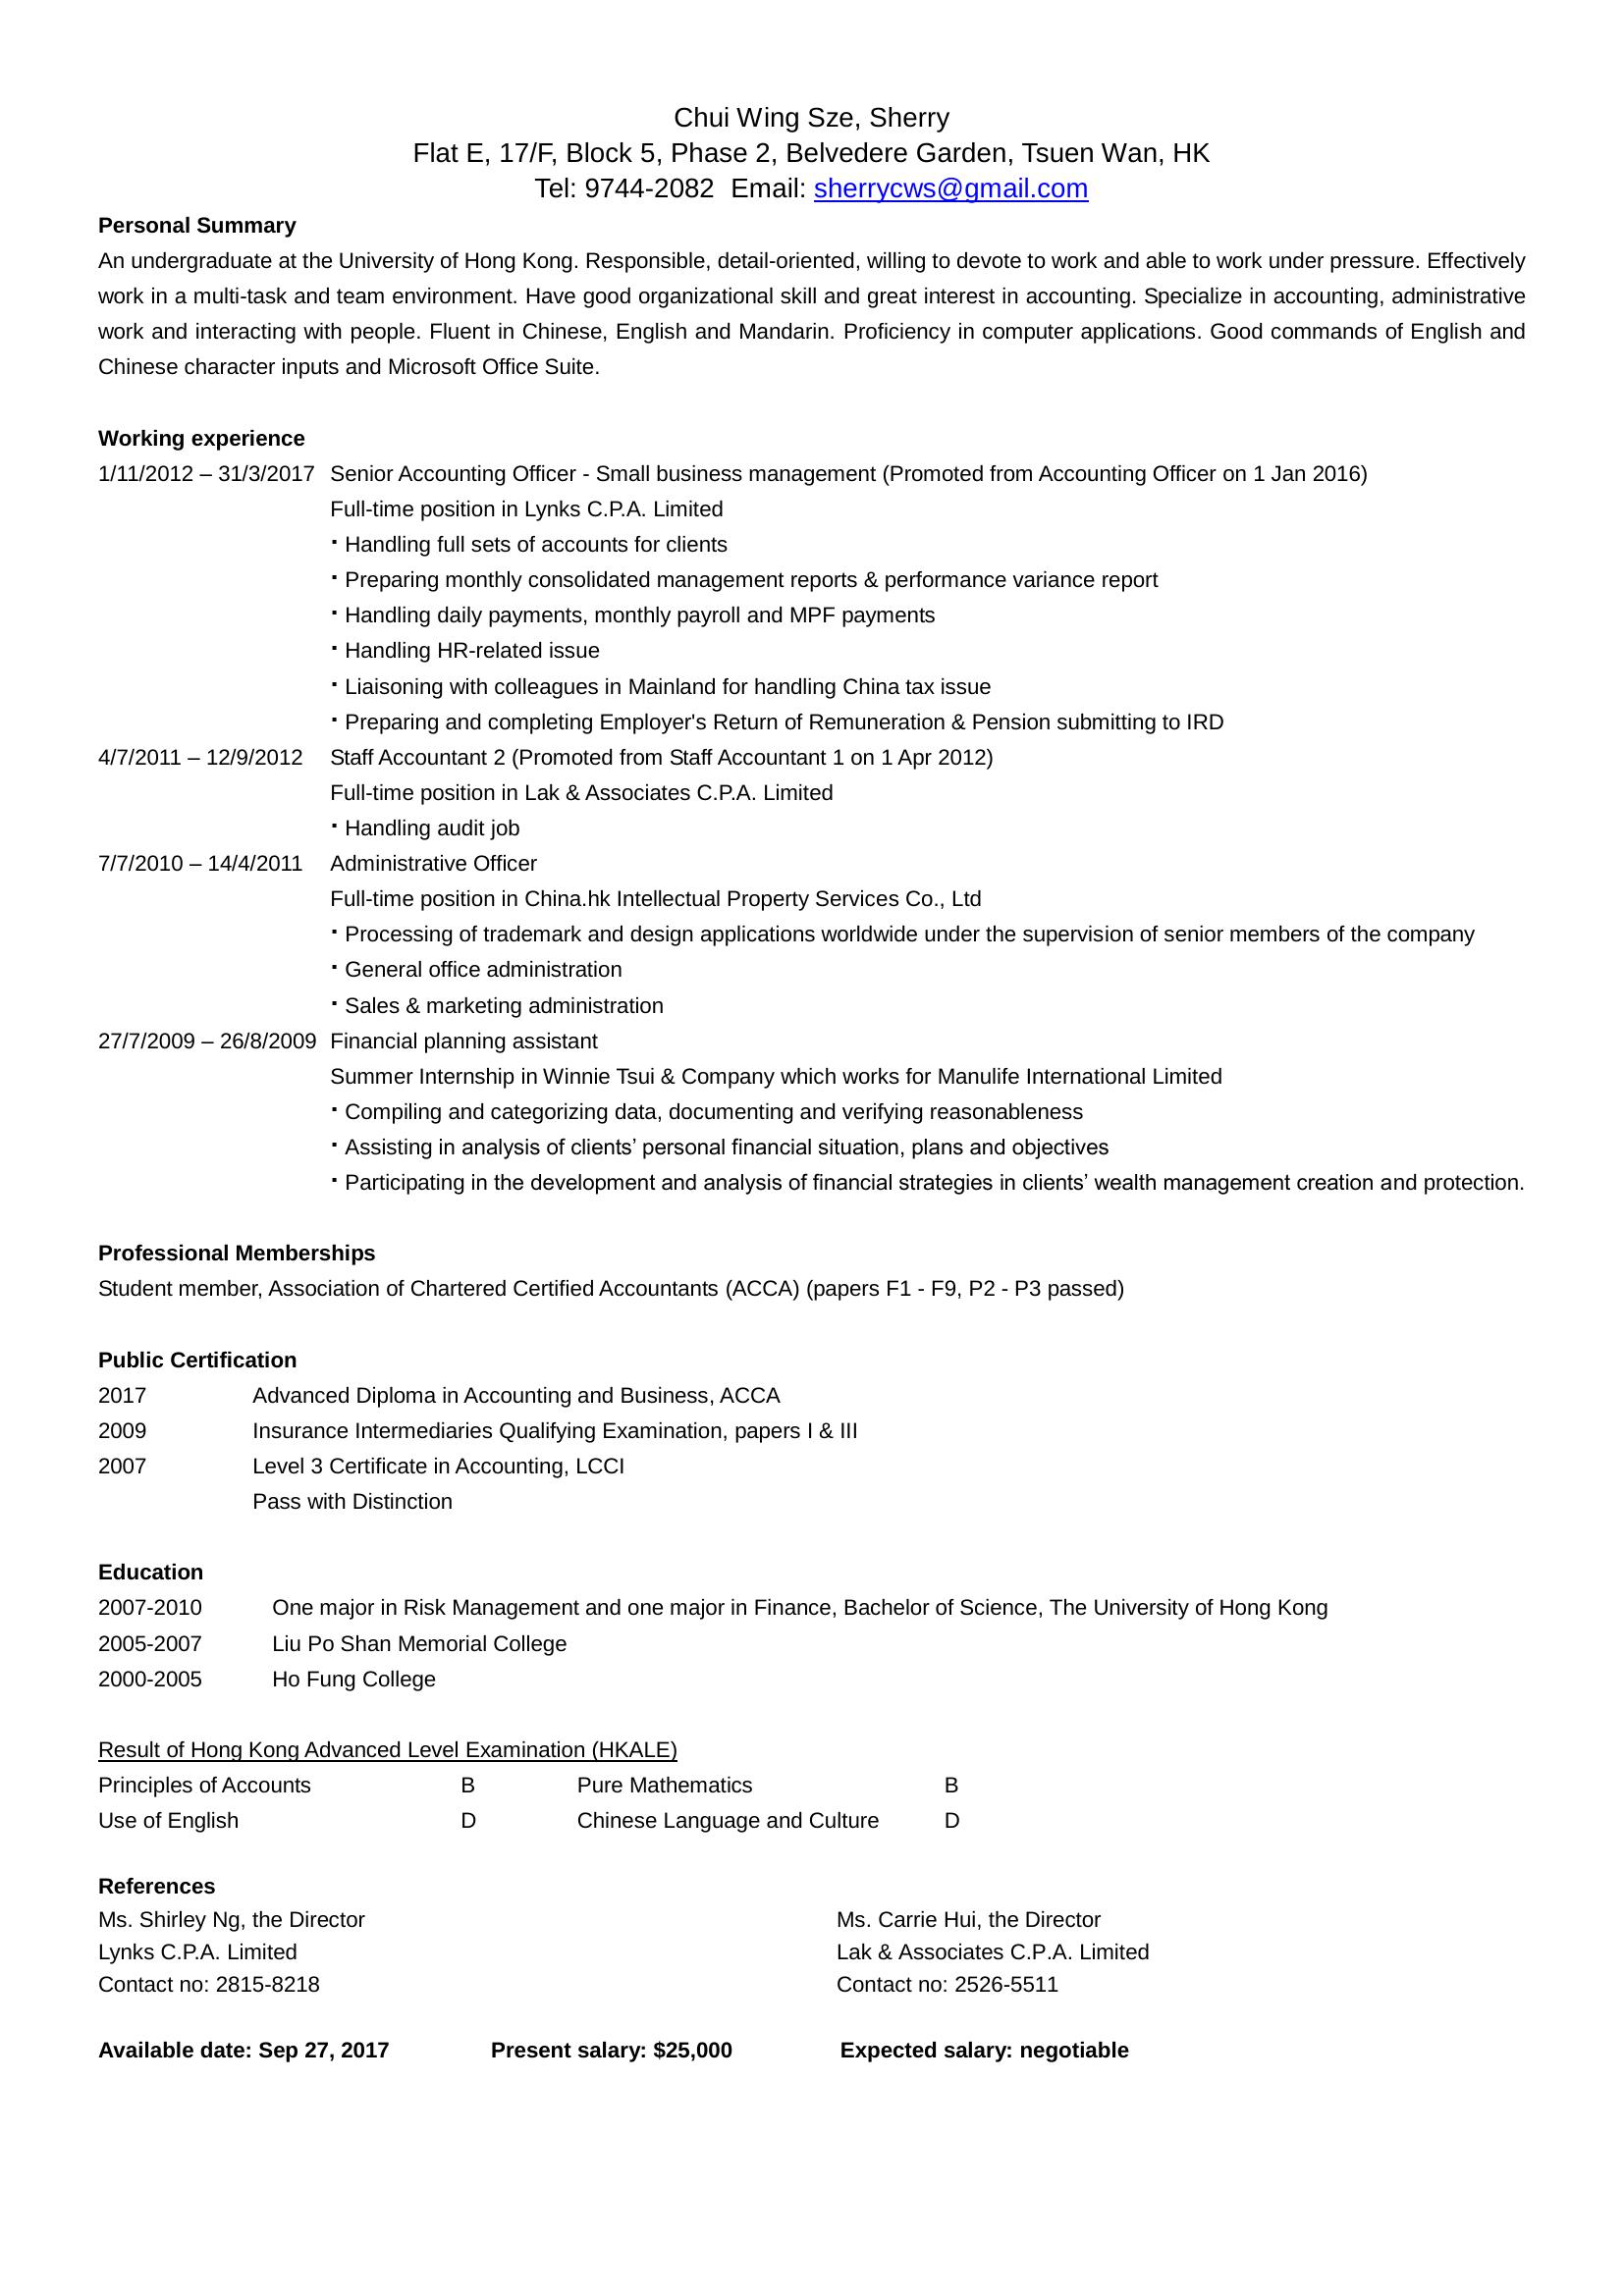 Chui Wing Sze, Sherry
Flat E, 17/F, Block 5, Phase 2, Belvedere Garden, Tsuen Wan, HK
Tel: 9744-2082 Email: sherrycws@gmail.com
Personal Summary
An undergraduate at the University of Hong Kong. Responsible, detail-oriented, willing to devote to work and able to work under pressure. Effectively
work in a multi-task and team environment. Have good organizational skill and great interest in accounting. Specialize in accounting, administrative
work and interacting with people. Fluent in Chinese, English and Mandarin. Proficiency in computer applications. Good commands of English and
Chinese character inputs and Microsoft Office Suite.
Working experience
1/11/2012 – 31/3/2017 Senior Accounting Officer - Small business management (Promoted from Accounting Officer on 1 Jan 2016)
Full-time position in Lynks C.P.A. Limited
▪ Handling full sets of accounts for clients
▪ Preparing monthly consolidated management reports & performance variance report
▪ Handling daily payments, monthly payroll and MPF payments
▪ Handling HR-related issue
▪ Liaisoning with colleagues in Mainland for handling China tax issue
▪ Preparing and completing Employer's Return of Remuneration & Pension submitting to IRD
4/7/2011 – 12/9/2012 Staff Accountant 2 (Promoted from Staff Accountant 1 on 1 Apr 2012)
Full-time position in Lak & Associates C.P.A. Limited
▪ Handling audit job
7/7/2010 – 14/4/2011 Administrative Officer
Full-time position in China.hk Intellectual Property Services Co., Ltd
▪ Processing of trademark and design applications worldwide under the supervision of senior members of the company
▪ General office administration
▪ Sales & marketing administration
27/7/2009 – 26/8/2009 Financial planning assistant
Summer Internship in Winnie Tsui & Company which works for Manulife International Limited
▪ Compiling and categorizing data, documenting and verifying reasonableness
▪ Assisting in analysis of clients’ personal financial situation, plans and objectives
▪ Participating in the development and analysis of financial strategies in clients’ wealth management creation and protection.
Professional Memberships
Student member, Association of Chartered Certified Accountants (ACCA) (papers F1 - F9, P2 - P3 passed)
Public Certification
2017 Advanced Diploma in Accounting and Business, ACCA
2009 Insurance Intermediaries Qualifying Examination, papers I & III
2007 Level 3 Certificate in Accounting, LCCI
Pass with Distinction
Education
2007-2010 One major in Risk Management and one major in Finance, Bachelor of Science, The University of Hong Kong
2005-2007 Liu Po Shan Memorial College
2000-2005 Ho Fung College
Result of Hong Kong Advanced Level Examination (HKALE)
Principles of Accounts B Pure Mathematics B
Use of English D Chinese Language and Culture D
References
Ms. Shirley Ng, the Director Ms. Carrie Hui, the Director
Lynks C.P.A. Limited Lak & Associates C.P.A. Limited
Contact no: 2815-8218 Contact no: 2526-5511
Available date: Sep 27, 2017 Present salary: $25,000 Expected salary: negotiable